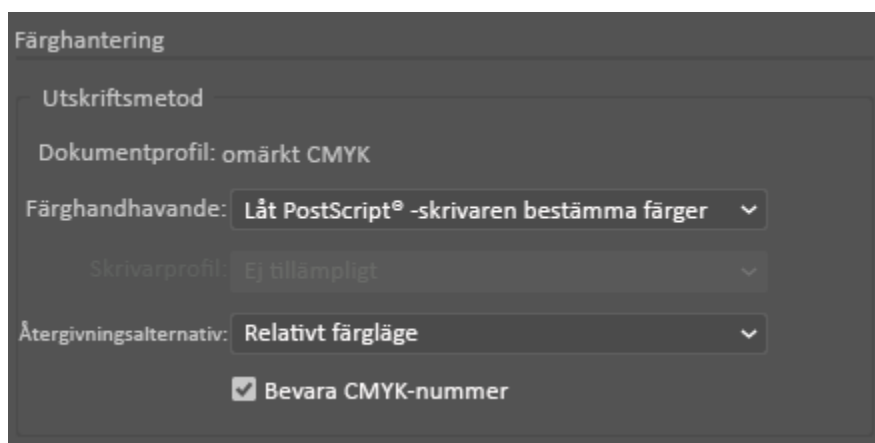 Färghantering
Utskriftsmetod
Dokumentprofil: omärkt CMYK
Färghandhavande: Låt PostScript® -skrivaren bestämma färger
Skrivarprofil: Ej tillämpligt
Återgivningsalternativ: Relativt färgläge
Bevara CMYK-nummer